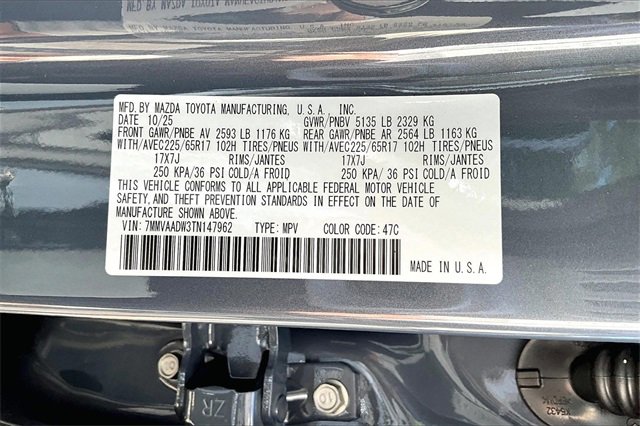 MFD. BY MAZDA TOYOTA MANUFACTURING, U.S.A., INC.
DATE 10/25 GVWR/PNBV 5135 LB 2329 KG
FRONT GAWR/PNBE AV 2593 LB 1176 KG REAR GAWR/PNBE AR 2564 LB 1163 KG
WITH/AVEC225/65R17 102H TIRES/PNEUS WITH/AVEC225/65R17 102H TIRES/PNEUS
17X7J RIMS/JANTES 17X7J RIMS/JANTES
250 KPA/36 PSI COLD/A FROID 250 KPA/36 PSI COLD/A FROID
THIS VEHICLE CONFORMS TO ALL APPLICABLE FEDERAL MOTOR VEHICLE
SAFETY, AND THEFT PREVENTION STANDARDS IN EFFECT ON THE DATE
OF MANUFACTURE SHOWN ABOVE.
VIN: 7MMVAADW3TN147962 TYPE: MPV COLOR CODE: 47C
MADE IN U.S.A.
ZR